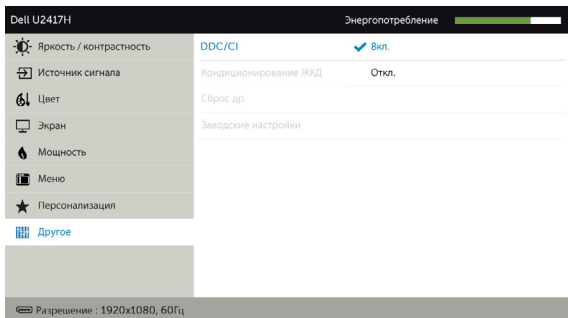 Dell U2417H Энергопотребление
Яркость / контрастность DDC/CI Вкл.
Источник сигнала Кондиционирование ЖКД Откл.
Цвет Сброс др.
Экран Заводские настройки
Мощность
Меню
Персонализация
Другое
Разрешение : 1920x1080, 60Гц